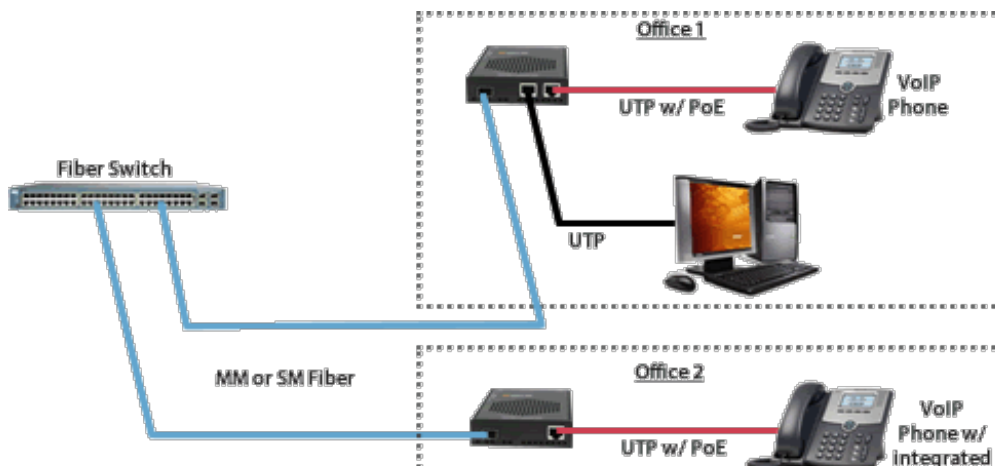 Office 1
UTP w/ PoE
VoIP
Phone
Fiber Switch
UTP
MM or SM Fiber
Office 2
UTP w/ PoE
VoIP
Phone w/
integrated